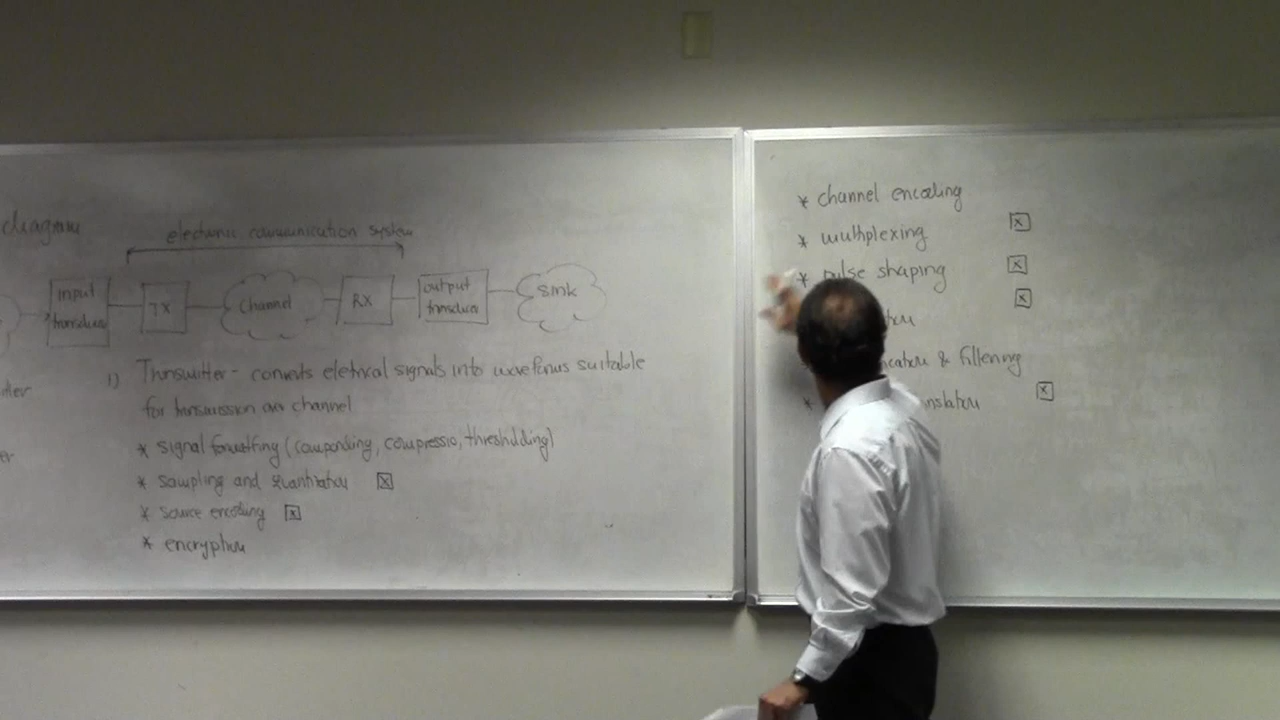 diagram
electronic communication system
input
transducer
TX
Channel
RX
output
transducer
sink
1) Transmitter - converts eletrical signals into waveforms suitable
for transmission over channel
* signal formatting (companding, compressio, thresholding)
* sampling and quantization ☒
* source encoding ☒
* encryption
* channel encoding
* multiplexing ☒
* pulse shaping ☒
☒
& filtering
* ☒